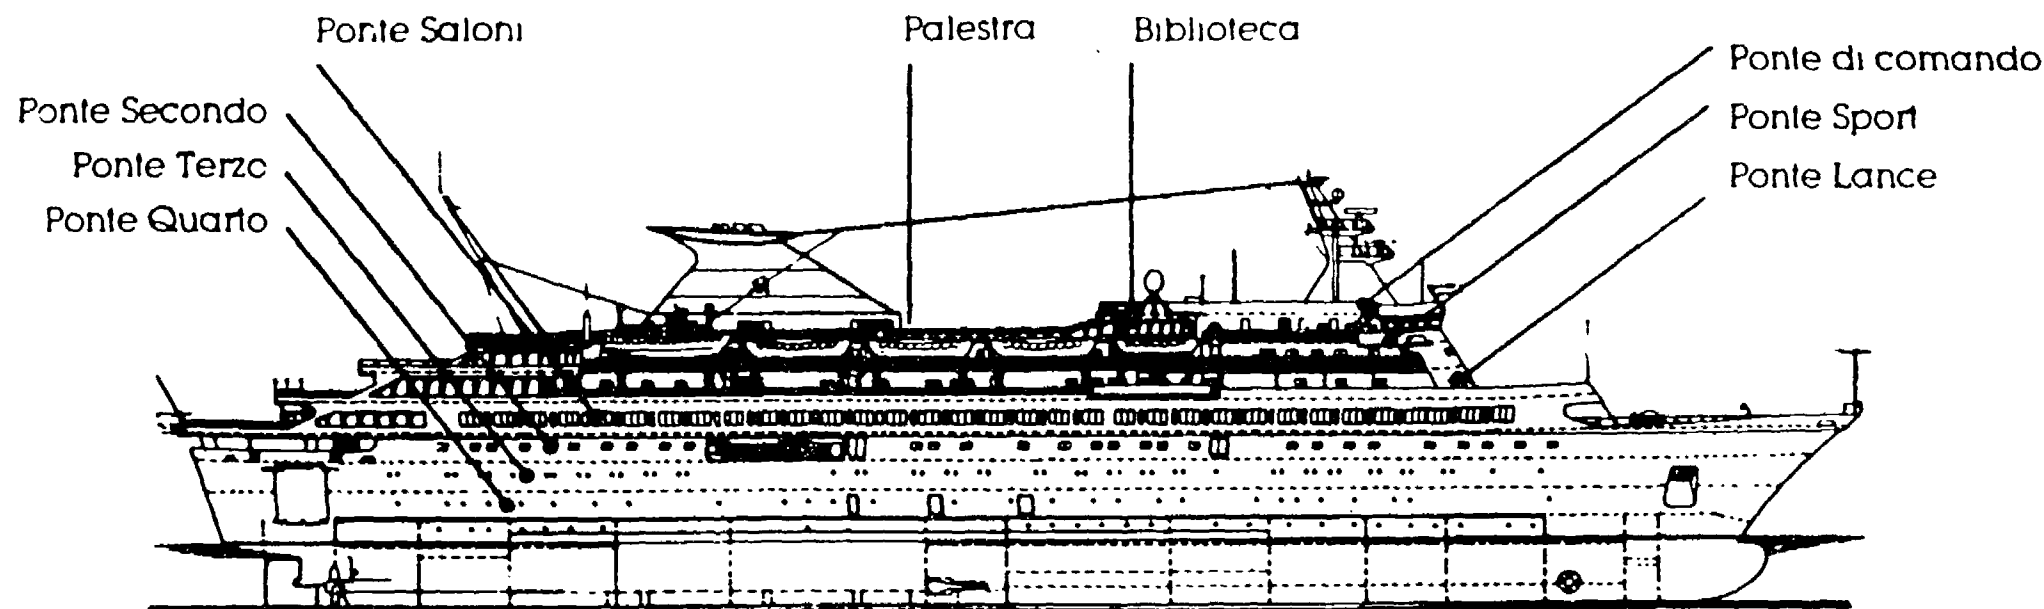 Ponte Saloni
Palestra
Biblioteca
Ponte di comando
Ponte Secondo
Ponte Sport
Ponte Terzo
Ponte Lance
Ponte Quarto